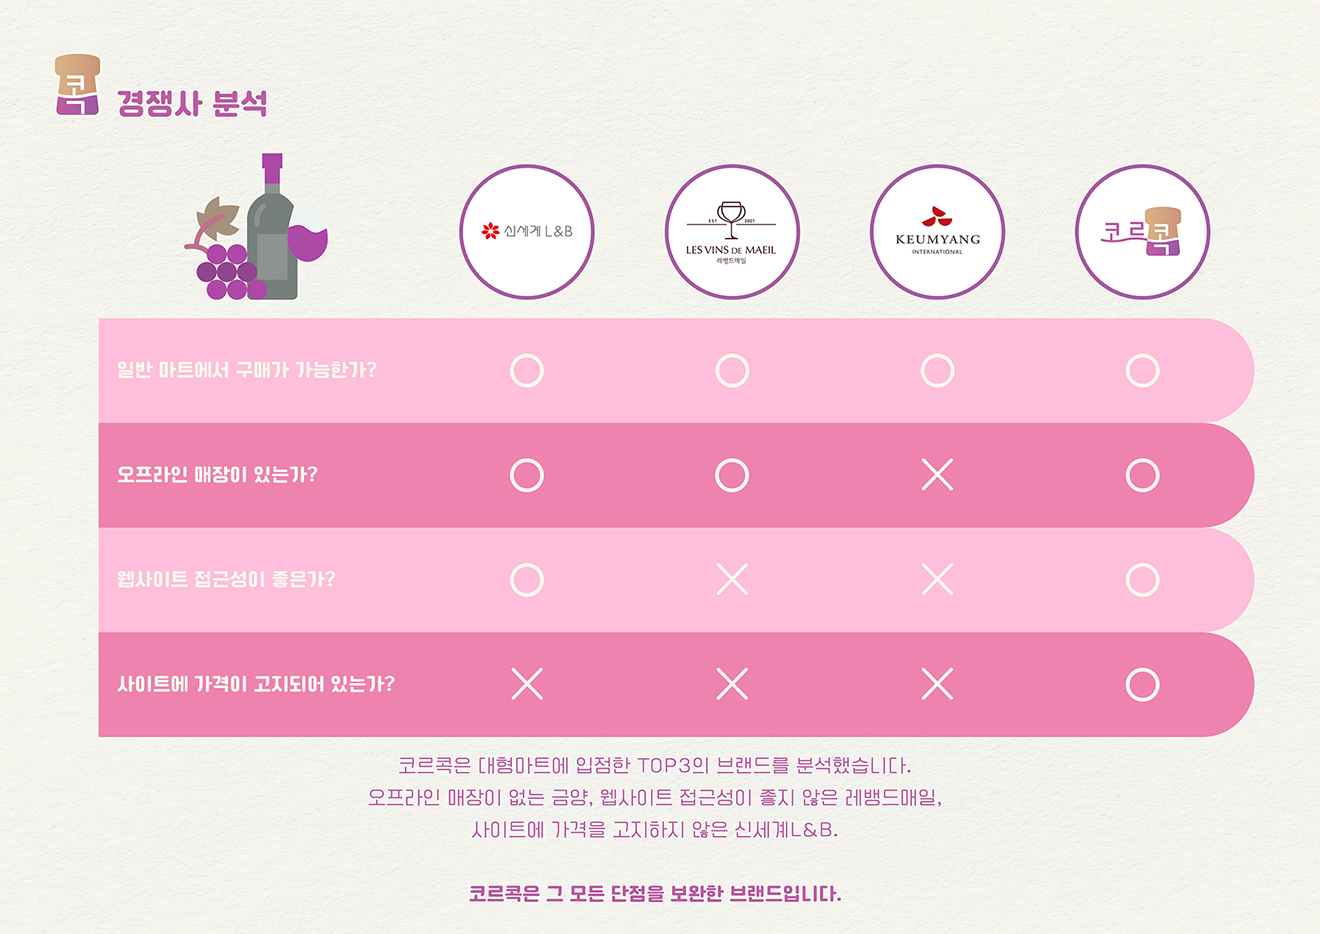 콕
경쟁사 분석
신세계 L&B
EST 2001
LES VINS DE MAEIL
레뱅드매일
KEUMYANG
INTERNATIONAL
코르콕
일반 마트에서 구매가 가능한가?
오프라인 매장이 있는가?
웹사이트 접근성이 좋은가?
사이트에 가격이 고지되어 있는가?
코르콕은 대형마트에 입점한 TOP3의 브랜드를 분석했습니다.
오프라인 매장이 없는 금양, 웹사이트 접근성이 좋지 않은 레뱅드매일,
사이트에 가격을 고지하지 않은 신세계L&B.
코르콕은 그 모든 단점을 보완한 브랜드입니다.